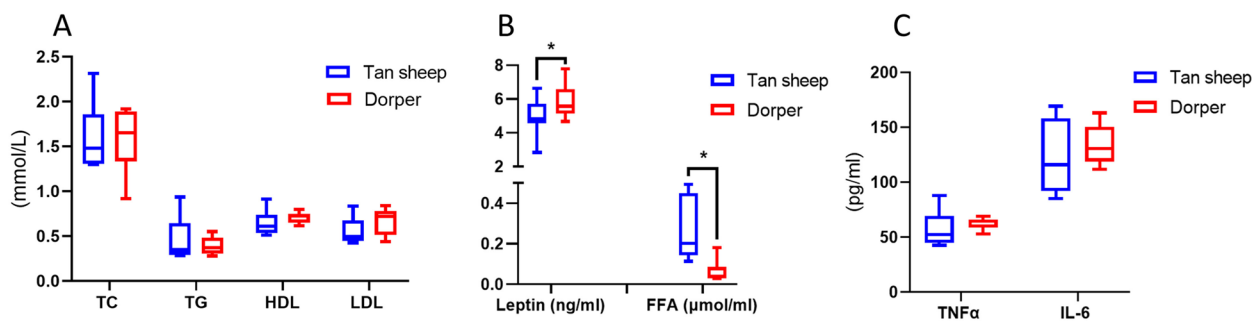 A
(mmol/L)
2.5
2.0
1.5
1.0
0.5
0.0
TC TG HDL LDL
Tan sheep
Dorper
B
8
6
4
2
0.4
0.2
0.0
*
*
Leptin (ng/ml) FFA (μmol/ml)
Tan sheep
Dorper
C
(pg/ml)
200
150
100
50
0
TNFα IL-6
Tan sheep
Dorper